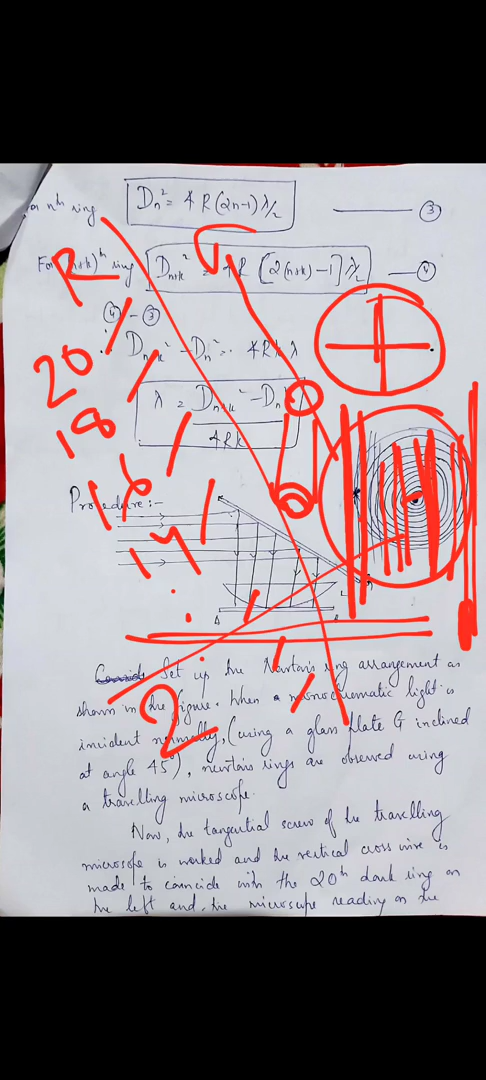 For nth ring Dn² = 4 R(2n-1) λ/2 ③
R For (n+k)th ring Dn+k² = 4R [2(n+k)-1] λ/2 ④
④ - ③
20 Dn+k² - Dn² = 4Rkλ
18 λ = Dn+k² - Dn²
4Rk
16
Procedure:-
14
Set up the Newton's ring arrangement as
shown in the figure. When a monochromatic light is
2
incident normally, (using a glass plate G inclined
at angle 45°), newton's rings are observed using
a travelling microscope.
Now, the tangential screw of the travelling
microscope is worked and the vertical cross wire is
made to coincide with the 20th dark ring on
the left and, the microscope reading on the